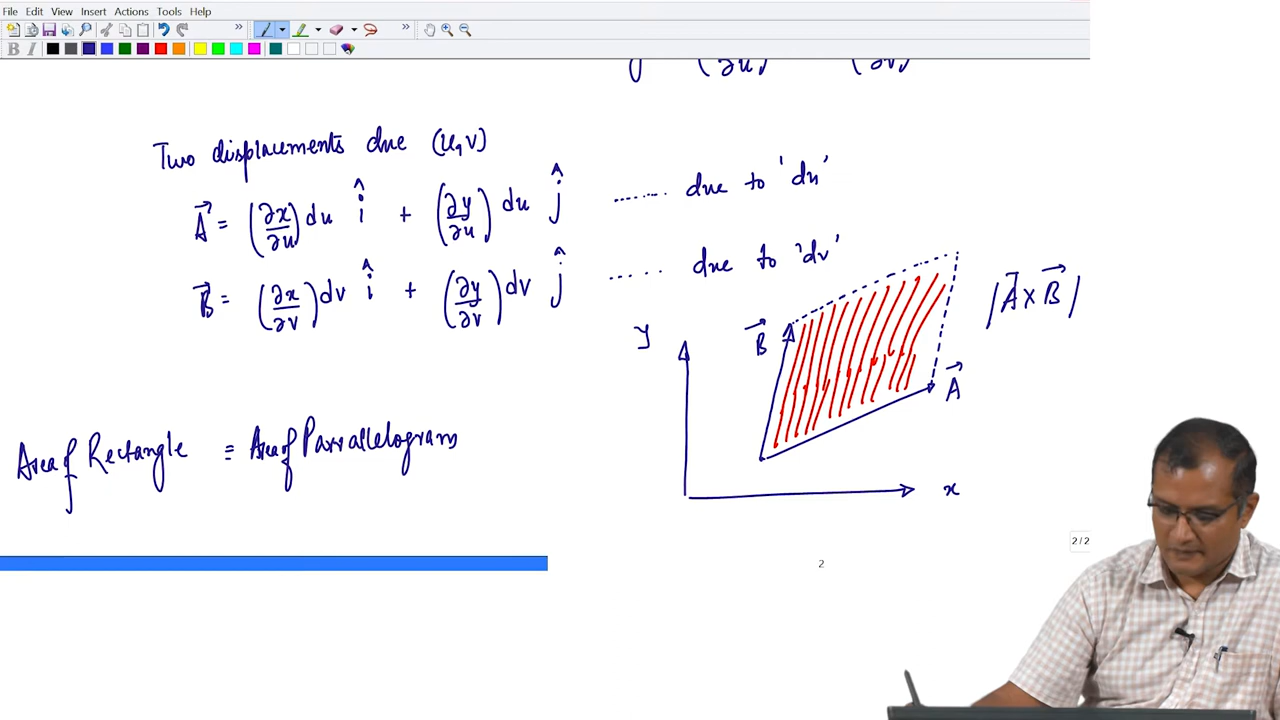 File Edit View Insert Actions Tools Help
B I
(∂u) (∂v)
Two displacements due (u,v)
A⃗ = (∂x/∂u) du î + (∂y/∂u) du ĵ ....... due to 'du'
B⃗ = (∂x/∂v) dv î + (∂y/∂v) dv ĵ ...... due to 'dv'
|A⃗ × B⃗|
y B⃗
A⃗
Area of Rectangle ≡ Area of Parrallelogram
x
2 / 2
2